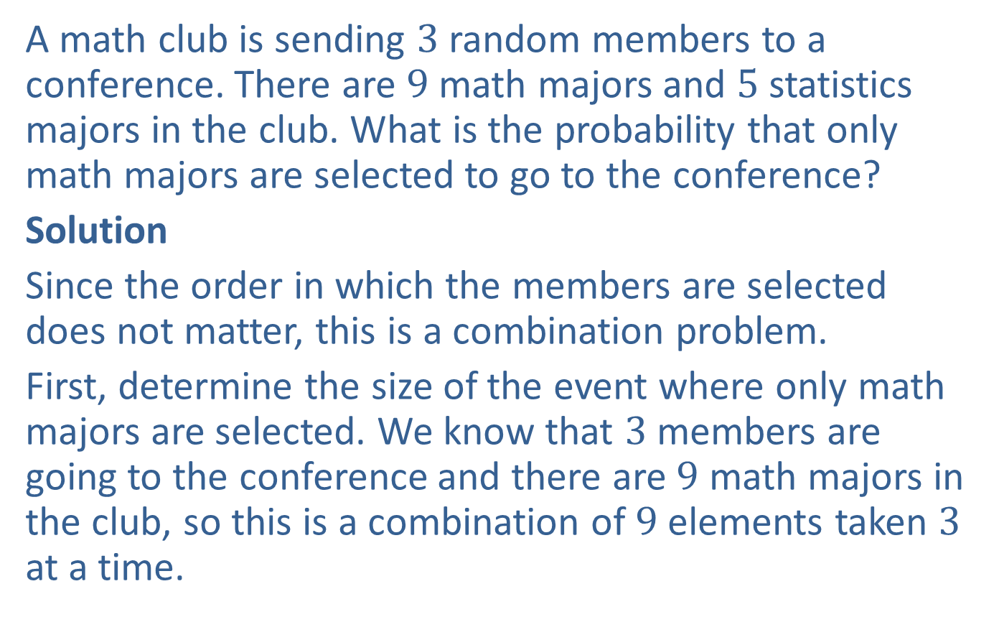 A math club is sending 3 random members to a
conference. There are 9 math majors and 5 statistics
majors in the club. What is the probability that only
math majors are selected to go to the conference?
Solution
Since the order in which the members are selected
does not matter, this is a combination problem.
First, determine the size of the event where only math
majors are selected. We know that 3 members are
going to the conference and there are 9 math majors in
the club, so this is a combination of 9 elements taken 3
at a time.